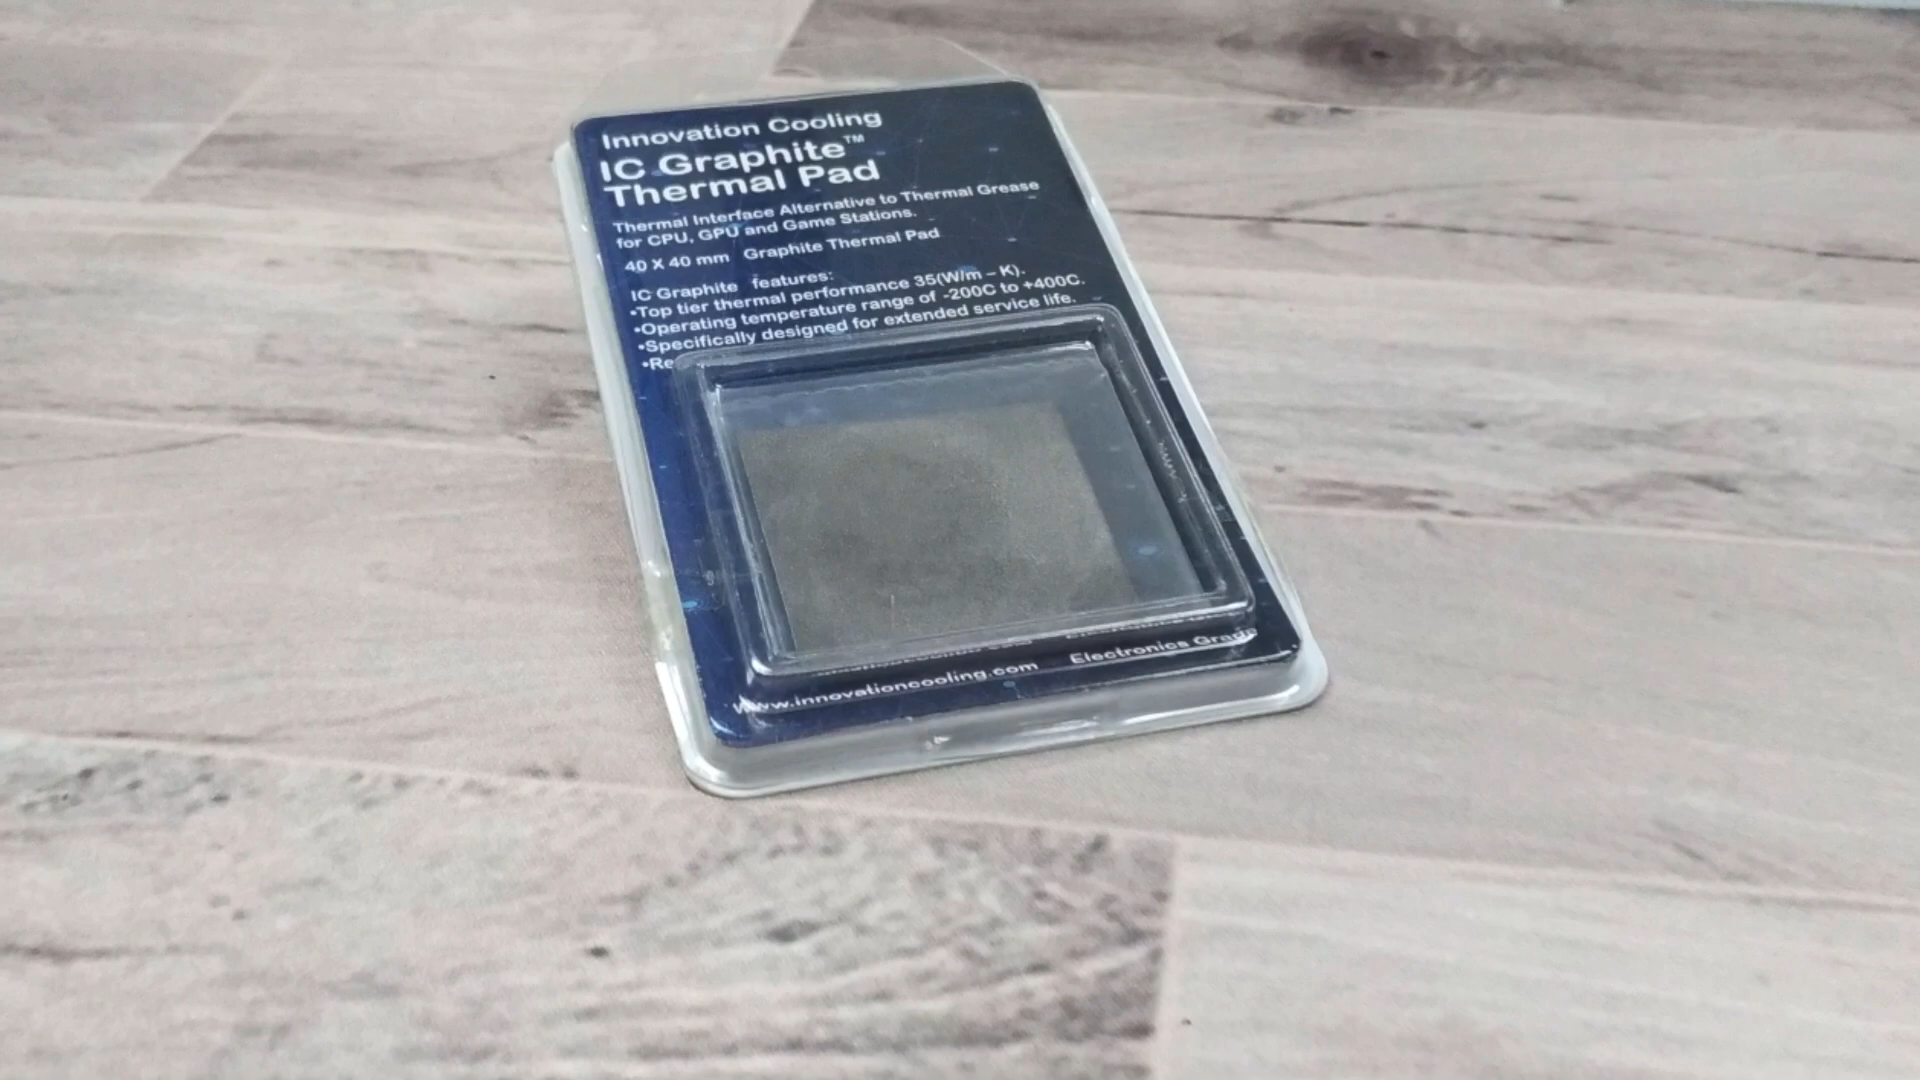 Innovation Cooling
IC Graphite™
Thermal Pad
Thermal Interface Alternative to Thermal Grease
for CPU, GPU and Game Stations.
40 X 40 mm Graphite Thermal Pad
IC Graphite features:
•Top tier thermal performance 35(W/m – K).
•Operating temperature range of -200C to +400C.
•Specifically designed for extended service life.
•Re
www.innovationcooling.com Electronics Grade